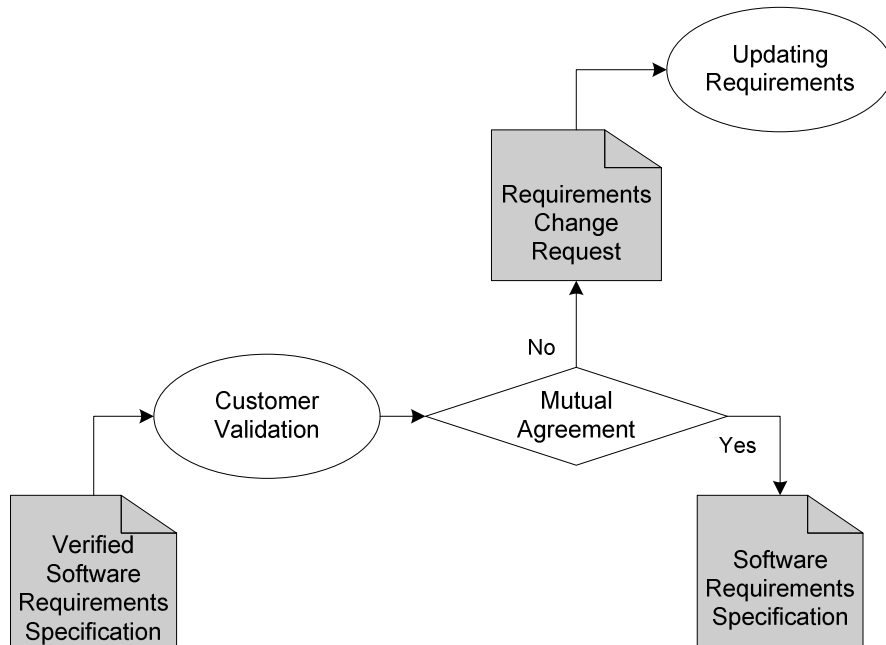 Updating
Requirements
Requirements
Change
Request
No
Customer
Validation
Mutual
Agreement
Yes
Verified
Software
Requirements
Specification
Software
Requirements
Specification